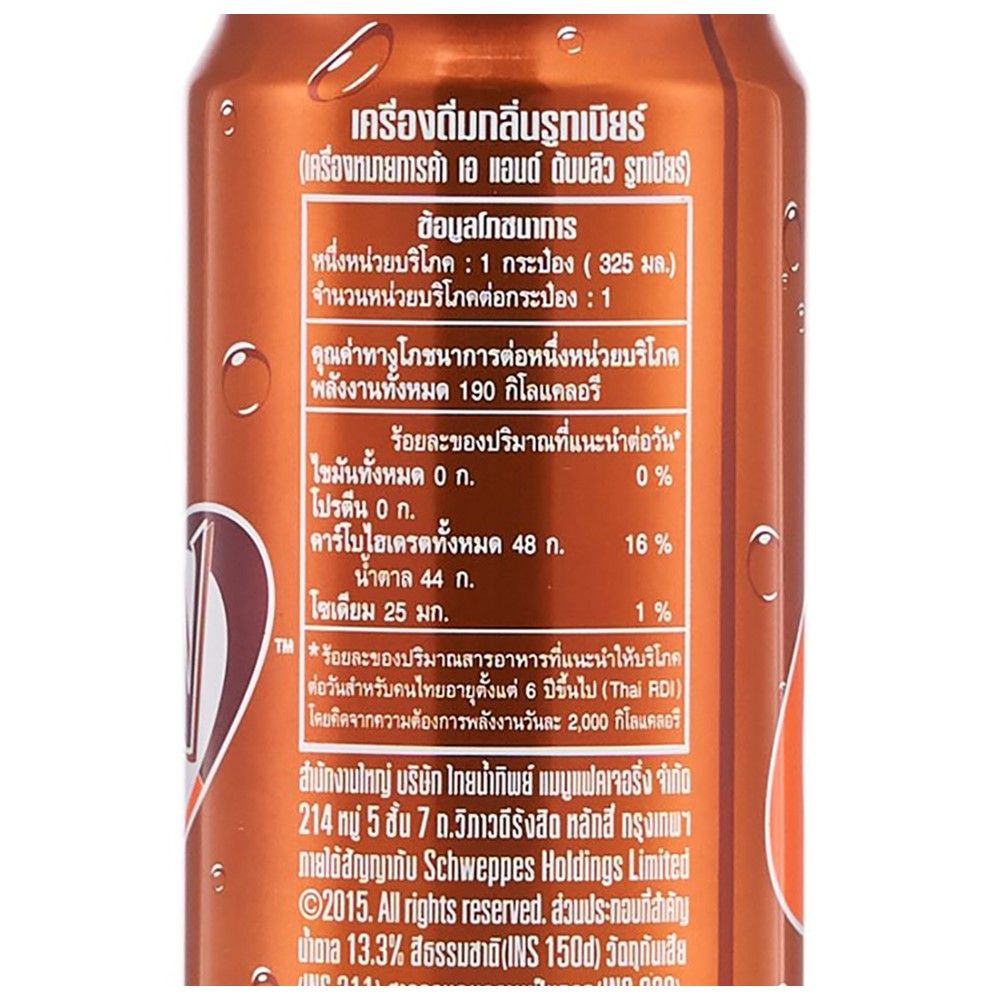 เครื่องดื่มกลิ่นรูทเบียร์
(เครื่องหมายการค้า เอ แอนด์ ดับบลิว รูทเบียร์)
ข้อมูลโภชนาการ
หนึ่งหน่วยบริโภค : 1 กระป๋อง ( 325 มล.)
จำนวนหน่วยบริโภคต่อกระป๋อง : 1
คุณค่าทางโภชนาการต่อหนึ่งหน่วยบริโภค
พลังงานทั้งหมด 190 กิโลแคลอรี
ร้อยละของปริมาณที่แนะนำต่อวัน*
ไขมันทั้งหมด 0 ก. 0 %
โปรตีน 0 ก.
คาร์โบไฮเดรตทั้งหมด 48 ก. 16 %
น้ำตาล 44 ก.
โซเดียม 25 มก. 1 %
TM
*ร้อยละของปริมาณสารอาหารที่แนะนำให้บริโภค
ต่อวันสำหรับคนไทยอายุตั้งแต่ 6 ปีขึ้นไป (Thai RDI)
โดยคิดจากความต้องการพลังงานวันละ 2,000 กิโลแคลอรี
สำนักงานใหญ่ บริษัท ไทยน้ำทิพย์ แมนูแฟคเจอริ่ง จำกัด
214 หมู่ 5 ชั้น 7 ถ.วิภาวดีรังสิต หลักสี่ กรุงเทพฯ
ภายใต้สัญญากับ Schweppes Holdings Limited
©2015. All rights reserved. ส่วนประกอบที่สำคัญ
น้ำตาล 13.3% สีธรรมชาติ(INS 150d) วัตถุกันเสีย